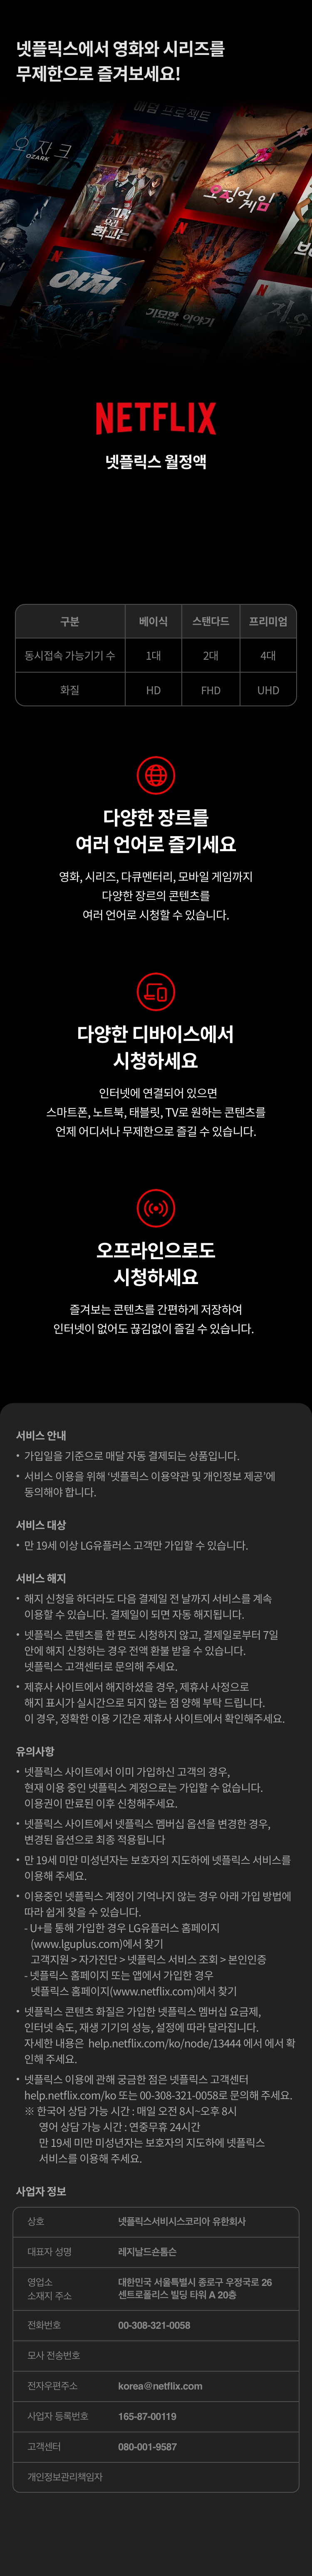 넷플릭스에서 영화와 시리즈를
무제한으로 즐겨보세요!
애덤 프로젝트
오자크
OZARK
지금 우리
학교는
오징어 게임
야차
기묘한 이야기
브
지옥
NETFLIX
넷플릭스 월정액
구분 베이식 스탠다드 프리미엄
동시접속 가능기기 수 1대 2대 4대
화질 HD FHD UHD
다양한 장르를
여러 언어로 즐기세요
영화, 시리즈, 다큐멘터리, 모바일 게임까지
다양한 장르의 콘텐츠를
여러 언어로 시청할 수 있습니다.
다양한 디바이스에서
시청하세요
인터넷에 연결되어 있으면
스마트폰, 노트북, 태블릿, TV로 원하는 콘텐츠를
언제 어디서나 무제한으로 즐길 수 있습니다.
오프라인으로도
시청하세요
즐겨보는 콘텐츠를 간편하게 저장하여
인터넷이 없어도 끊김없이 즐길 수 있습니다.
서비스 안내
• 가입일을 기준으로 매달 자동 결제되는 상품입니다.
• 서비스 이용을 위해 '넷플릭스 이용약관 및 개인정보 제공'에
동의해야 합니다.
서비스 대상
• 만 19세 이상 LG유플러스 고객만 가입할 수 있습니다.
서비스 해지
• 해지 신청을 하더라도 다음 결제일 전 날까지 서비스를 계속
이용할 수 있습니다. 결제일이 되면 자동 해지됩니다.
• 넷플릭스 콘텐츠를 한 편도 시청하지 않고, 결제일로부터 7일
안에 해지 신청하는 경우 전액 환불 받을 수 있습니다.
넷플릭스 고객센터로 문의해 주세요.
• 제휴사 사이트에서 해지하셨을 경우, 제휴사 사정으로
해지 표시가 실시간으로 되지 않는 점 양해 부탁 드립니다.
이 경우, 정확한 이용 기간은 제휴사 사이트에서 확인해주세요.
유의사항
• 넷플릭스 사이트에서 이미 가입하신 고객의 경우,
현재 이용 중인 넷플릭스 계정으로는 가입할 수 없습니다.
이용권이 만료된 이후 신청해주세요.
• 넷플릭스 사이트에서 넷플릭스 멤버십 옵션을 변경한 경우,
변경된 옵션으로 최종 적용됩니다
• 만 19세 미만 미성년자는 보호자의 지도하에 넷플릭스 서비스를
이용해 주세요.
• 이용중인 넷플릭스 계정이 기억나지 않는 경우 아래 가입 방법에
따라 쉽게 찾을 수 있습니다.
- U+를 통해 가입한 경우 LG유플러스 홈페이지
(www.lguplus.com)에서 찾기
고객지원 > 자가진단 > 넷플릭스 서비스 조회 > 본인인증
- 넷플릭스 홈페이지 또는 앱에서 가입한 경우
넷플릭스 홈페이지(www.netflix.com)에서 찾기
• 넷플릭스 콘텐츠 화질은 가입한 넷플릭스 멤버십 요금제,
인터넷 속도, 재생 기기의 성능, 설정에 따라 달라집니다.
자세한 내용은 help.netflix.com/ko/node/13444 에서 에서 확
인해 주세요.
• 넷플릭스 이용에 관해 궁금한 점은 넷플릭스 고객센터
help.netflix.com/ko 또는 00-308-321-0058로 문의해 주세요.
※ 한국어 상담 가능 시간 : 매일 오전 8시~오후 8시
영어 상담 가능 시간 : 연중무휴 24시간
만 19세 미만 미성년자는 보호자의 지도하에 넷플릭스
서비스를 이용해 주세요.
사업자 정보
상호 넷플릭스서비시스코리아 유한회사
대표자 성명 레지날드숀톰슨
영업소
소재지 주소 대한민국 서울특별시 종로구 우정국로 26
센트로폴리스 빌딩 타워 A 20층
전화번호 00-308-321-0058
모사 전송번호
전자우편주소 korea@netflix.com
사업자 등록번호 165-87-00119
고객센터 080-001-9587
개인정보관리책임자